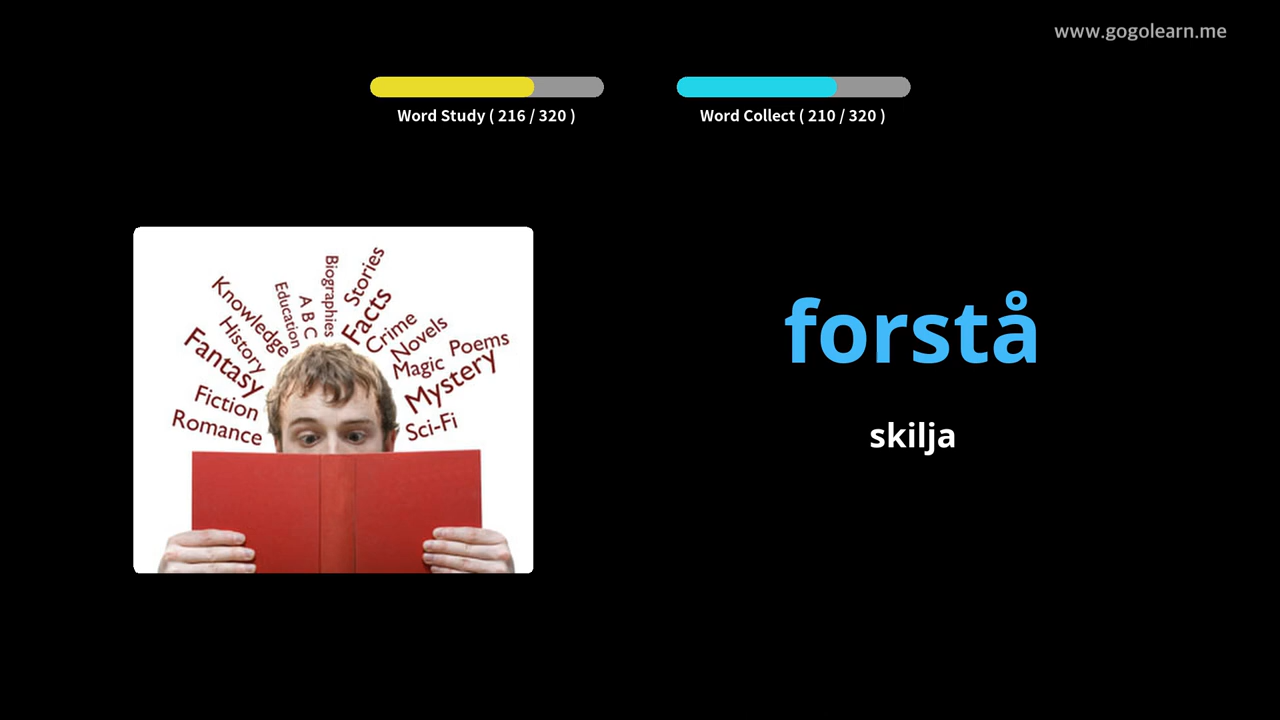 www.gogolearn.me
Word Study ( 216 / 320 )
Word Collect ( 210 / 320 )
Biographies
Stories
Knowledge
Education
A B C
Facts
History
Crime
Novels
Fantasy
Magic
Poems
Mystery
Fiction
Romance
Sci-Fi
forstå
skilja